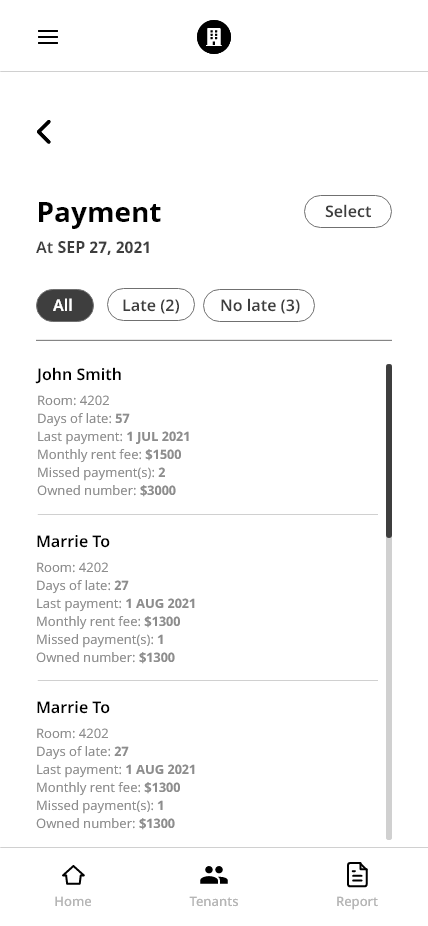 Payment
Select
At SEP 27, 2021
All
Late (2)
No late (3)
John Smith
Room: 4202
Days of late: 57
Last payment: 1 JUL 2021
Monthly rent fee: $1500
Missed payment(s): 2
Owned number: $3000
Marrie To
Room: 4202
Days of late: 27
Last payment: 1 AUG 2021
Monthly rent fee: $1300
Missed payment(s): 1
Owned number: $1300
Marrie To
Room: 4202
Days of late: 27
Last payment: 1 AUG 2021
Monthly rent fee: $1300
Missed payment(s): 1
Owned number: $1300
Home
Tenants
Report